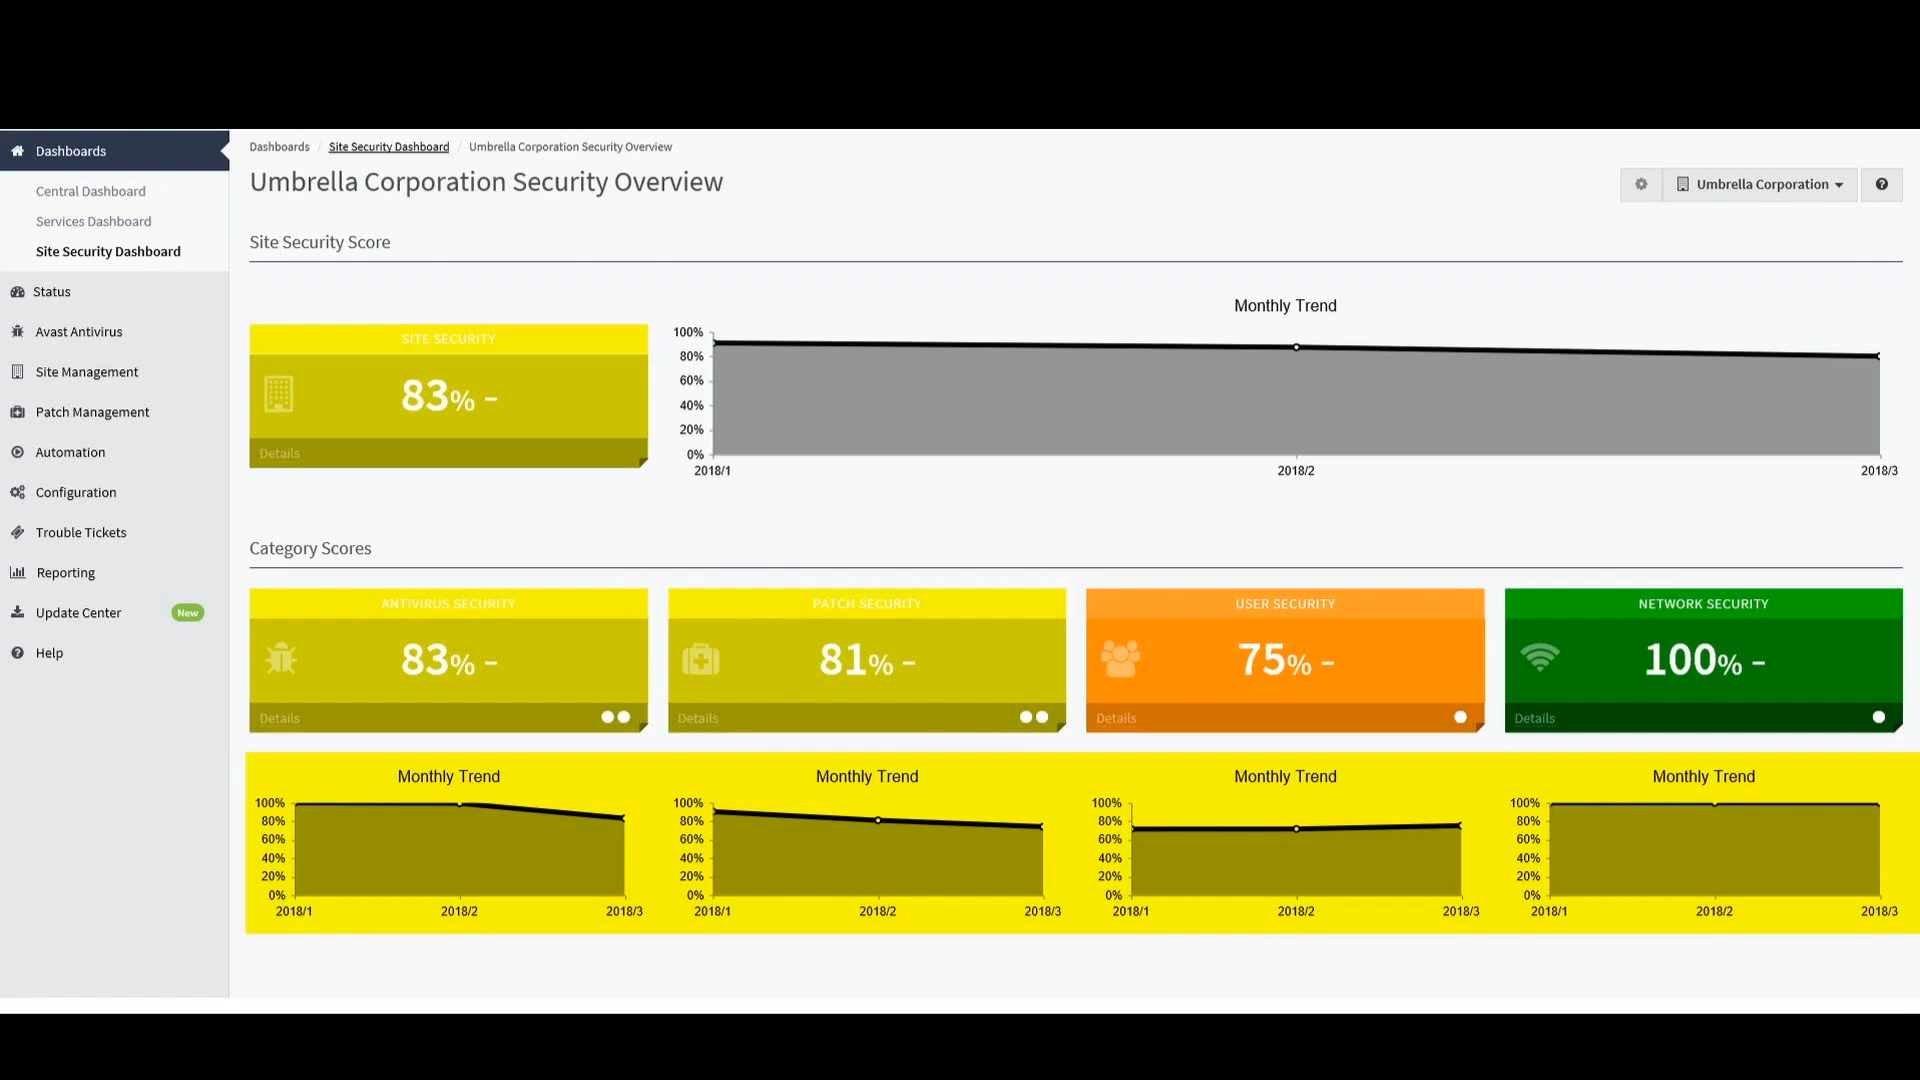 Dashboards
Central Dashboard
Services Dashboard
Site Security Dashboard
Status
Avast Antivirus
Site Management
Patch Management
Automation
Configuration
Trouble Tickets
Reporting
Update Center New
Help
Dashboards / Site Security Dashboard / Umbrella Corporation Security Overview
Umbrella Corporation Security Overview
Umbrella Corporation
Site Security Score
SITE SECURITY
83% –
Details
Monthly Trend
100%
80%
60%
40%
20%
0%
2018/1 2018/2 2018/3
Category Scores
ANTIVIRUS SECURITY
83% –
Details
PATCH SECURITY
81% –
Details
USER SECURITY
75% –
Details
NETWORK SECURITY
100% –
Details
Monthly Trend
100%
80%
60%
40%
20%
0%
2018/1 2018/2 2018/3
Monthly Trend
100%
80%
60%
40%
20%
0%
2018/1 2018/2 2018/3
Monthly Trend
100%
80%
60%
40%
20%
0%
2018/1 2018/2 2018/3
Monthly Trend
100%
80%
60%
40%
20%
0%
2018/1 2018/2 2018/3